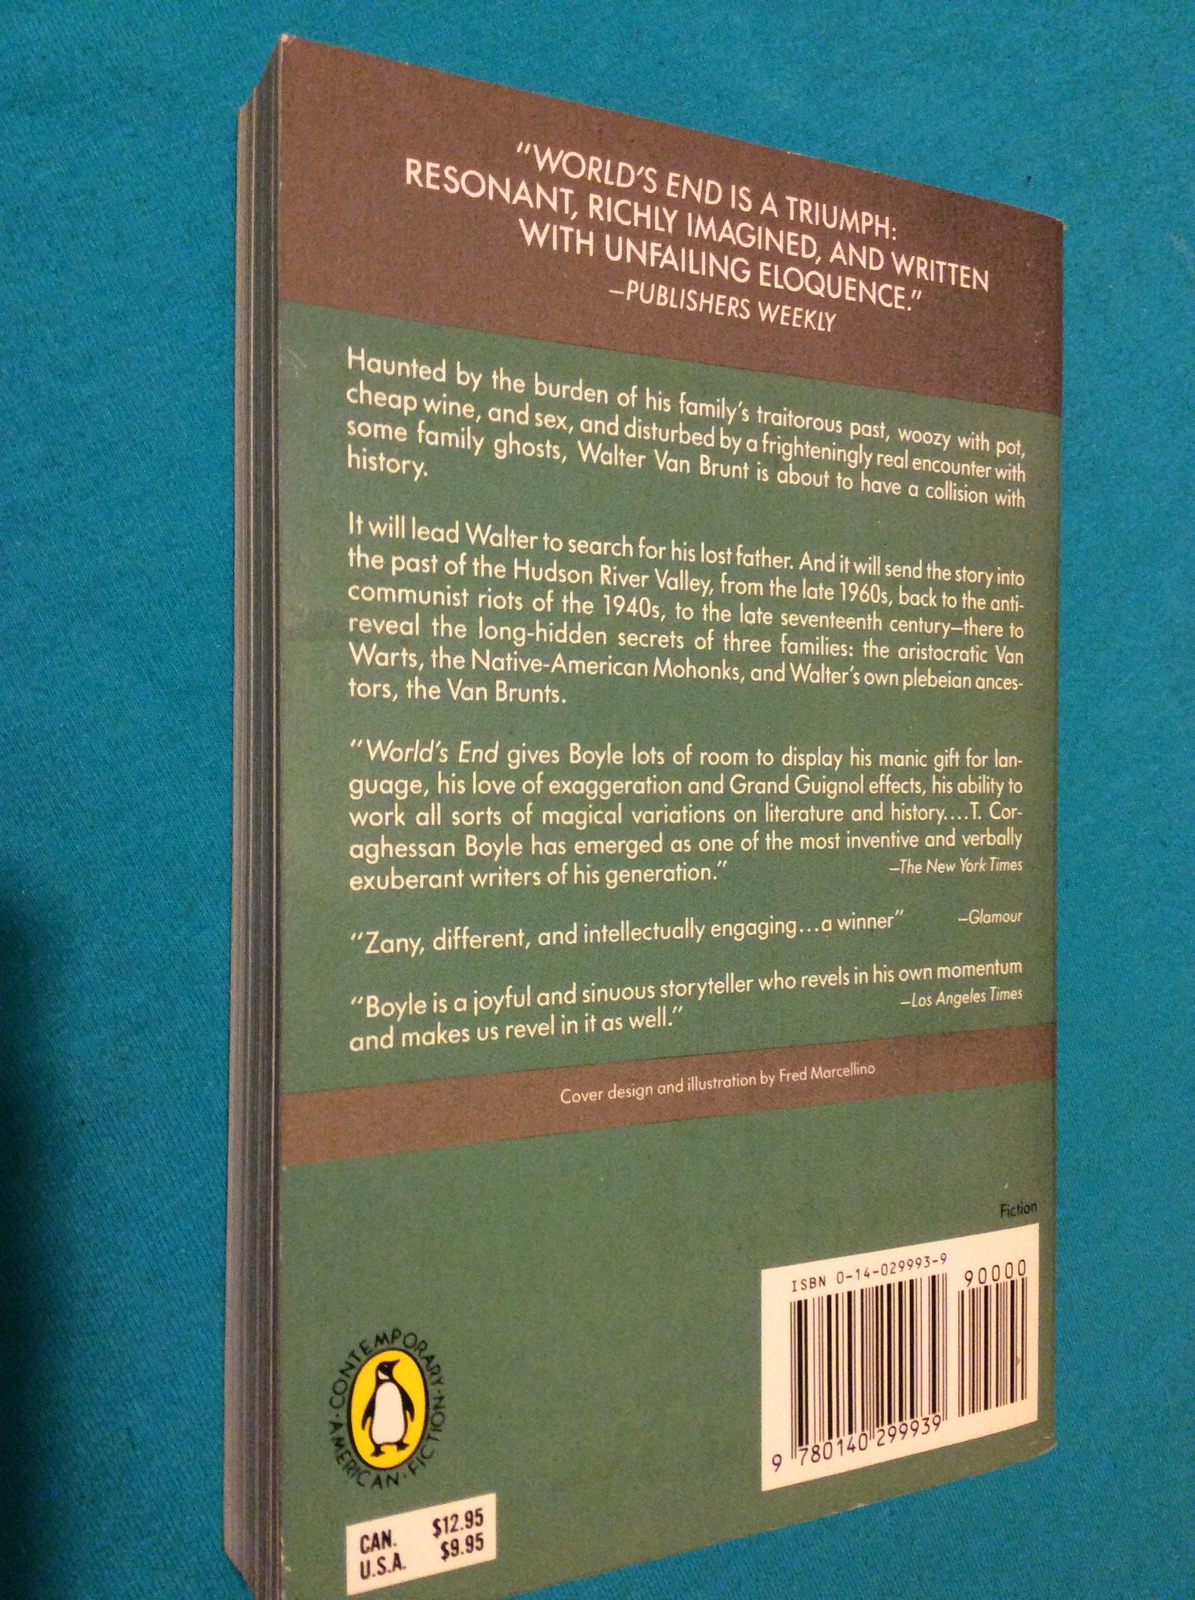 “WORLD’S END IS A TRIUMPH:
RESONANT, RICHLY IMAGINED, AND WRITTEN
WITH UNFAILING ELOQUENCE.”
–PUBLISHERS WEEKLY
Haunted by the burden of his family’s traitorous past, woozy with pot,
cheap wine, and sex, and disturbed by a frighteningly real encounter with
some family ghosts, Walter Van Brunt is about to have a collision with
history.
It will lead Walter to search for his lost father. And it will send the story into
the past of the Hudson River Valley, from the late 1960s, back to the anti-
communist riots of the 1940s, to the late seventeenth century—there to
reveal the long-hidden secrets of three families: the aristocratic Van
Warts, the Native-American Mohonks, and Walter’s own plebeian ances-
tors, the Van Brunts.
“World’s End gives Boyle lots of room to display his manic gift for lan-
guage, his love of exaggeration and Grand Guignol effects, his ability to
work all sorts of magical variations on literature and history....T. Cor-
aghessan Boyle has emerged as one of the most inventive and verbally
exuberant writers of his generation.” —The New York Times
“Zany, different, and intellectually engaging...a winner” —Glamour
“Boyle is a joyful and sinuous storyteller who revels in his own momentum
and makes us revel in it as well.” —Los Angeles Times
Cover design and illustration by Fred Marcellino
Fiction
ISBN 0-14-029993-9
90000
9 780140 299939
CONTEMPORARY·AMERICAN·FICTION·
CAN. $12.95
U.S.A. $9.95